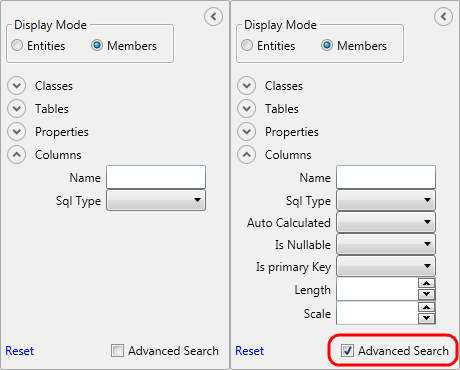 Display Mode
Entities Members
Classes
Tables
Properties
Columns
Name
Sql Type
Reset Advanced Search
Display Mode
Entities Members
Classes
Tables
Properties
Columns
Name
Sql Type
Auto Calculated
Is Nullable
Is primary Key
Length
Scale
Reset Advanced Search